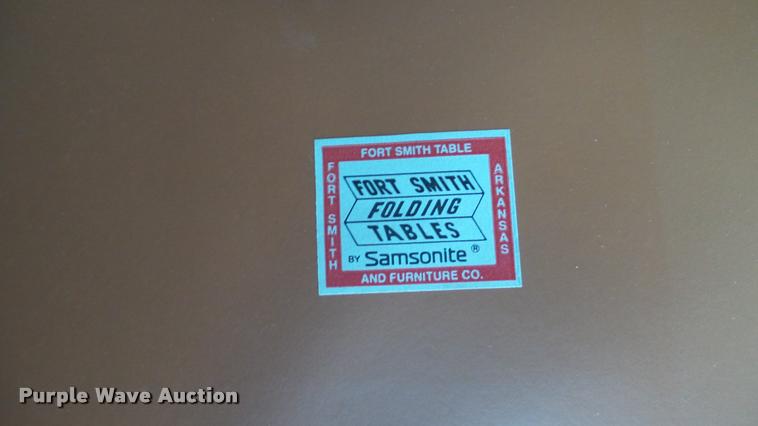 FORT SMITH TABLE
FORT SMITH
ARKANSAS
FORT SMITH
FOLDING
TABLES
BY Samsonite ®
AND FURNITURE CO.
Purple Wave Auction